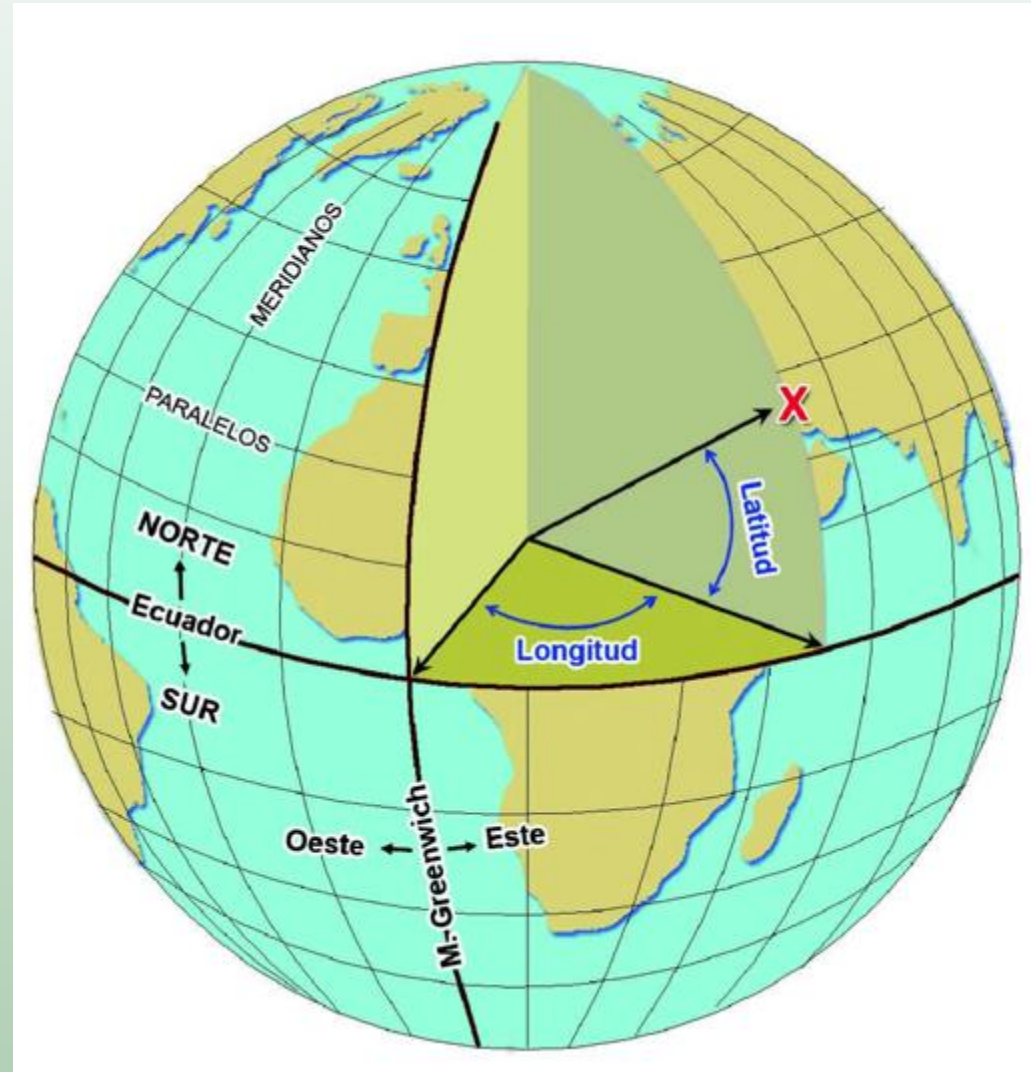 MERIDIANOS
PARALELOS
X
Latitud
NORTE
Ecuador
Longitud
SUR
M. Greenwich
Oeste
Este